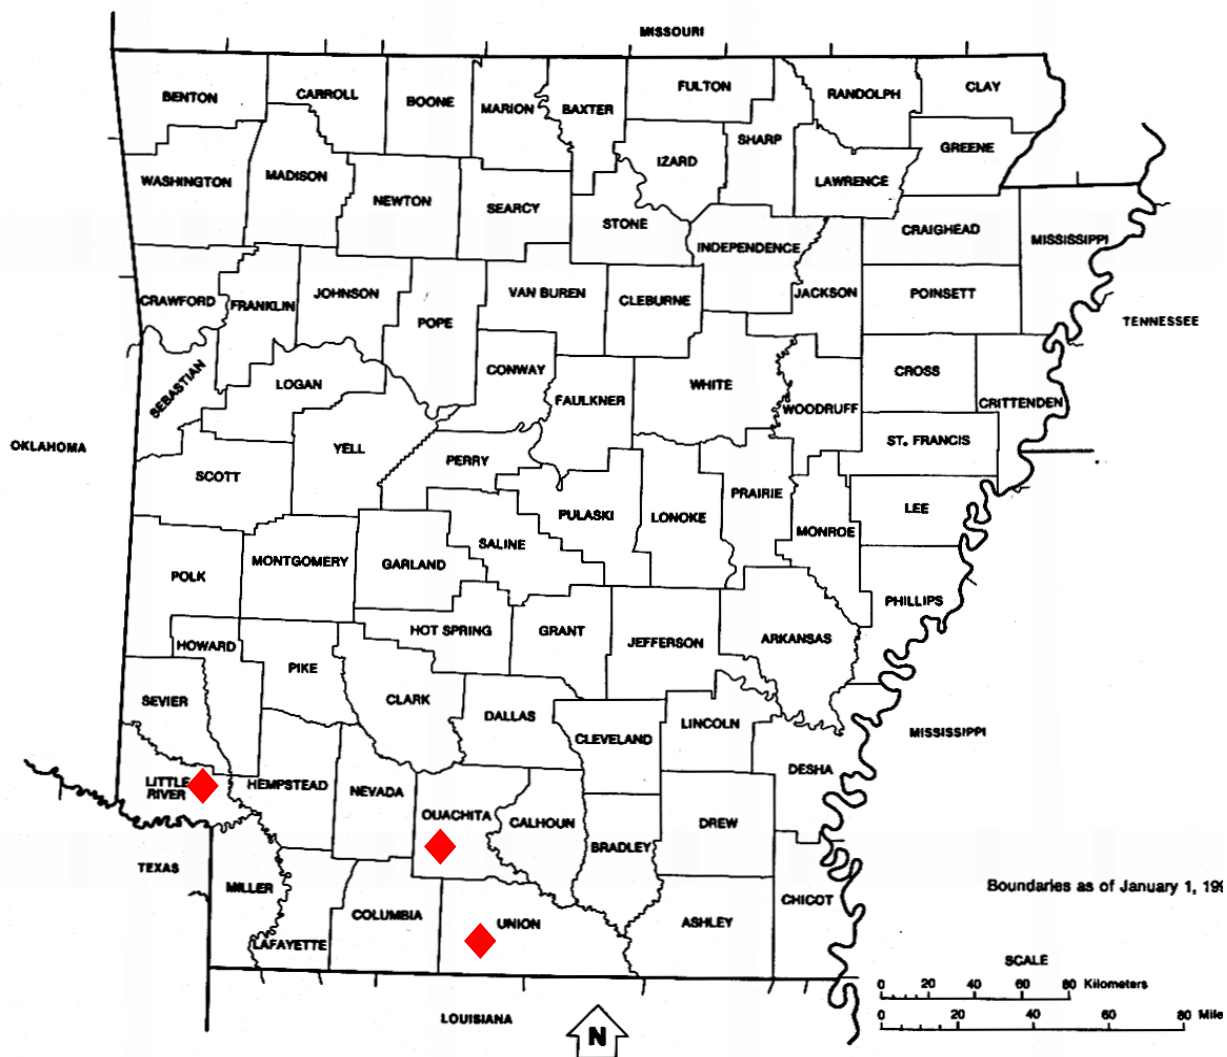 MISSOURI
BENTON
CARROLL
BOONE
MARION
BAXTER
FULTON
RANDOLPH
CLAY
SHARP
IZARD
GREENE
WASHINGTON
MADISON
NEWTON
SEARCY
STONE
LAWRENCE
INDEPENDENCE
CRAIGHEAD
MISSISSIPPI
CRAWFORD
FRANKLIN
JOHNSON
POPE
VAN BUREN
CLEBURNE
JACKSON
POINSETT
TENNESSEE
SEBASTIAN
LOGAN
CONWAY
FAULKNER
WHITE
WOODRUFF
CROSS
CRITTENDEN
OKLAHOMA
SCOTT
YELL
PERRY
ST. FRANCIS
PULASKI
LONOKE
PRAIRIE
MONROE
LEE
POLK
MONTGOMERY
GARLAND
SALINE
PHILLIPS
HOWARD
PIKE
HOT SPRING
GRANT
JEFFERSON
ARKANSAS
SEVIER
CLARK
DALLAS
CLEVELAND
LINCOLN
DESHA
MISSISSIPPI
LITTLE
RIVER
HEMPSTEAD
NEVADA
OUACHITA
CALHOUN
BRADLEY
DREW
TEXAS
MILLER
LAFAYETTE
COLUMBIA
UNION
ASHLEY
CHICOT
Boundaries as of January 1, 199
SCALE
0 20 40 60 80 Kilometers
0 20 40 60 80 Mile
LOUISIANA
N